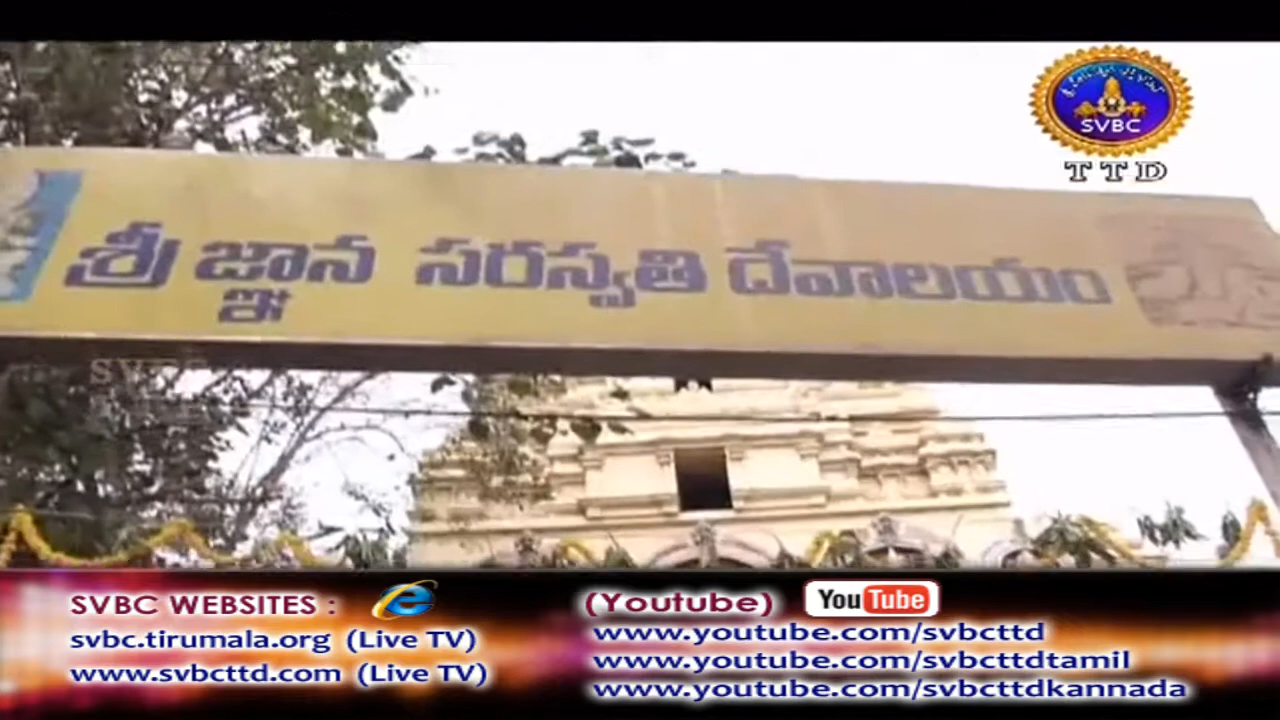 SVBC
TTD
శ్రీ జ్ఞాన సరస్వతి దేవాలయం
SVBC WEBSITES :
svbc.tirumala.org (Live TV)
www.svbcttd.com (Live TV)
(Youtube) YouTube
www.youtube.com/svbcttd
www.youtube.com/svbcttdtamil
www.youtube.com/svbcttdkannada